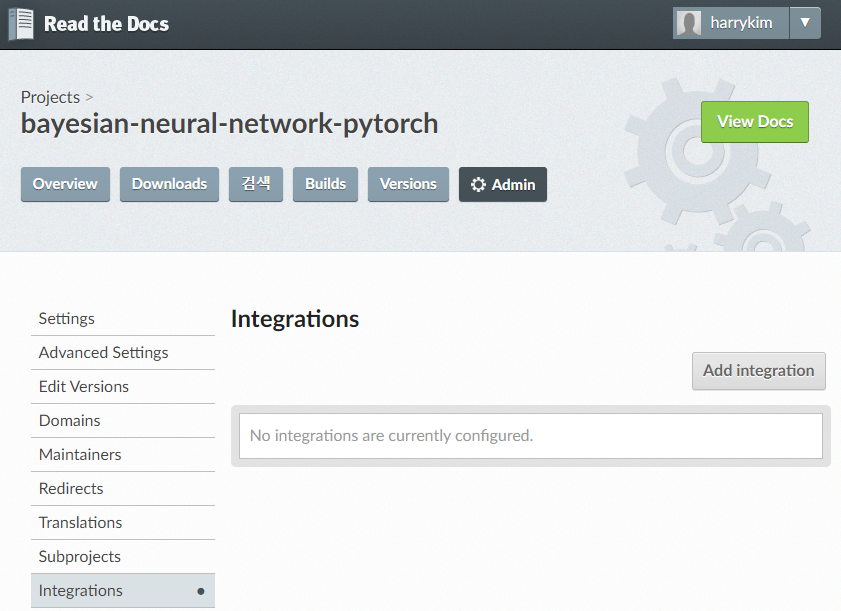 Read the Docs
harrykim ▼
Projects >
bayesian-neural-network-pytorch
View Docs
Overview Downloads 검색 Builds Versions Admin
Settings
Advanced Settings
Edit Versions
Domains
Maintainers
Redirects
Translations
Subprojects
Integrations
Integrations
Add integration
No integrations are currently configured.